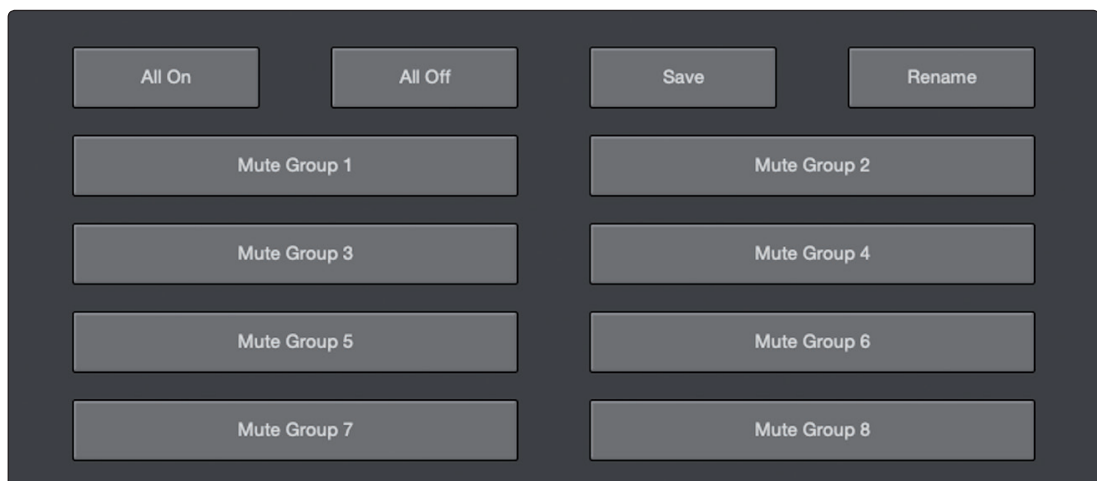 All On All Off Save Rename
Mute Group 1 Mute Group 2
Mute Group 3 Mute Group 4
Mute Group 5 Mute Group 6
Mute Group 7 Mute Group 8